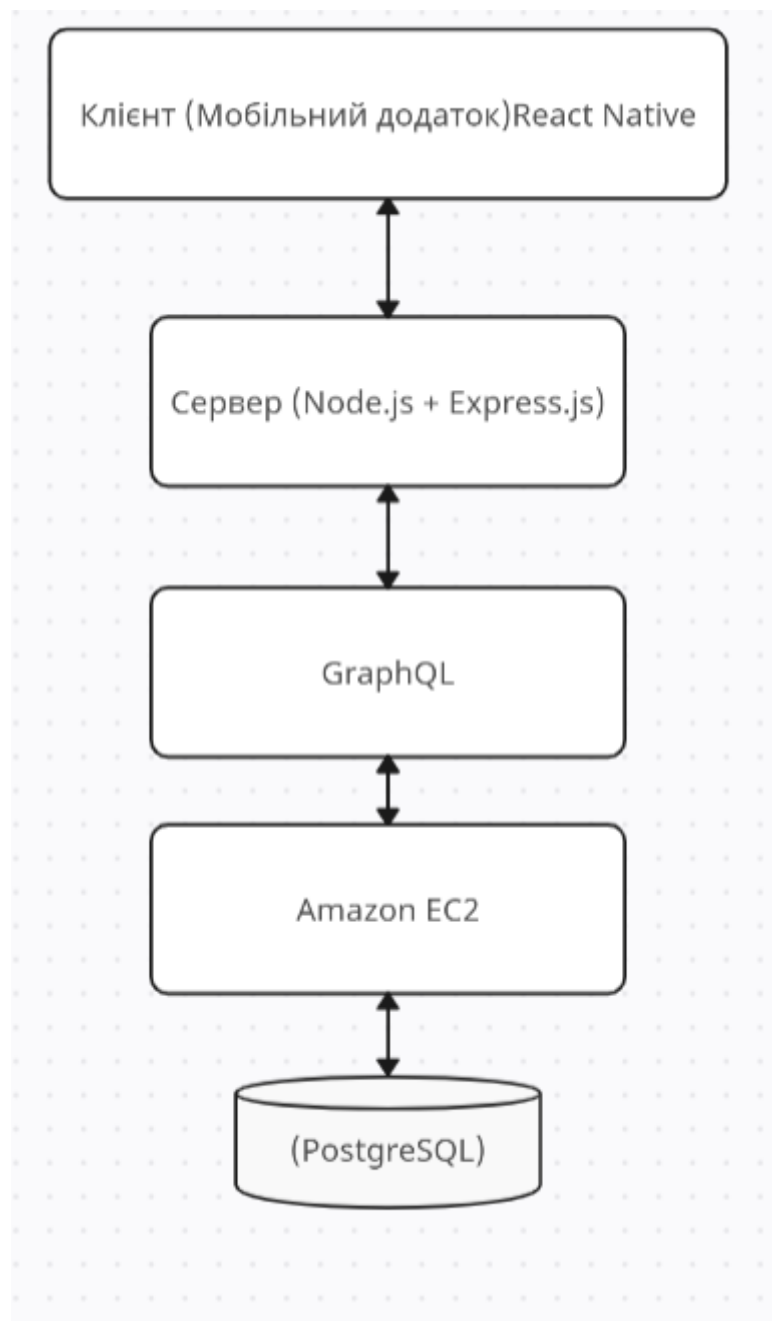 Клієнт (Мобільний додаток)React Native
Сервер (Node.js + Express.js)
GraphQL
Amazon EC2
(PostgreSQL)